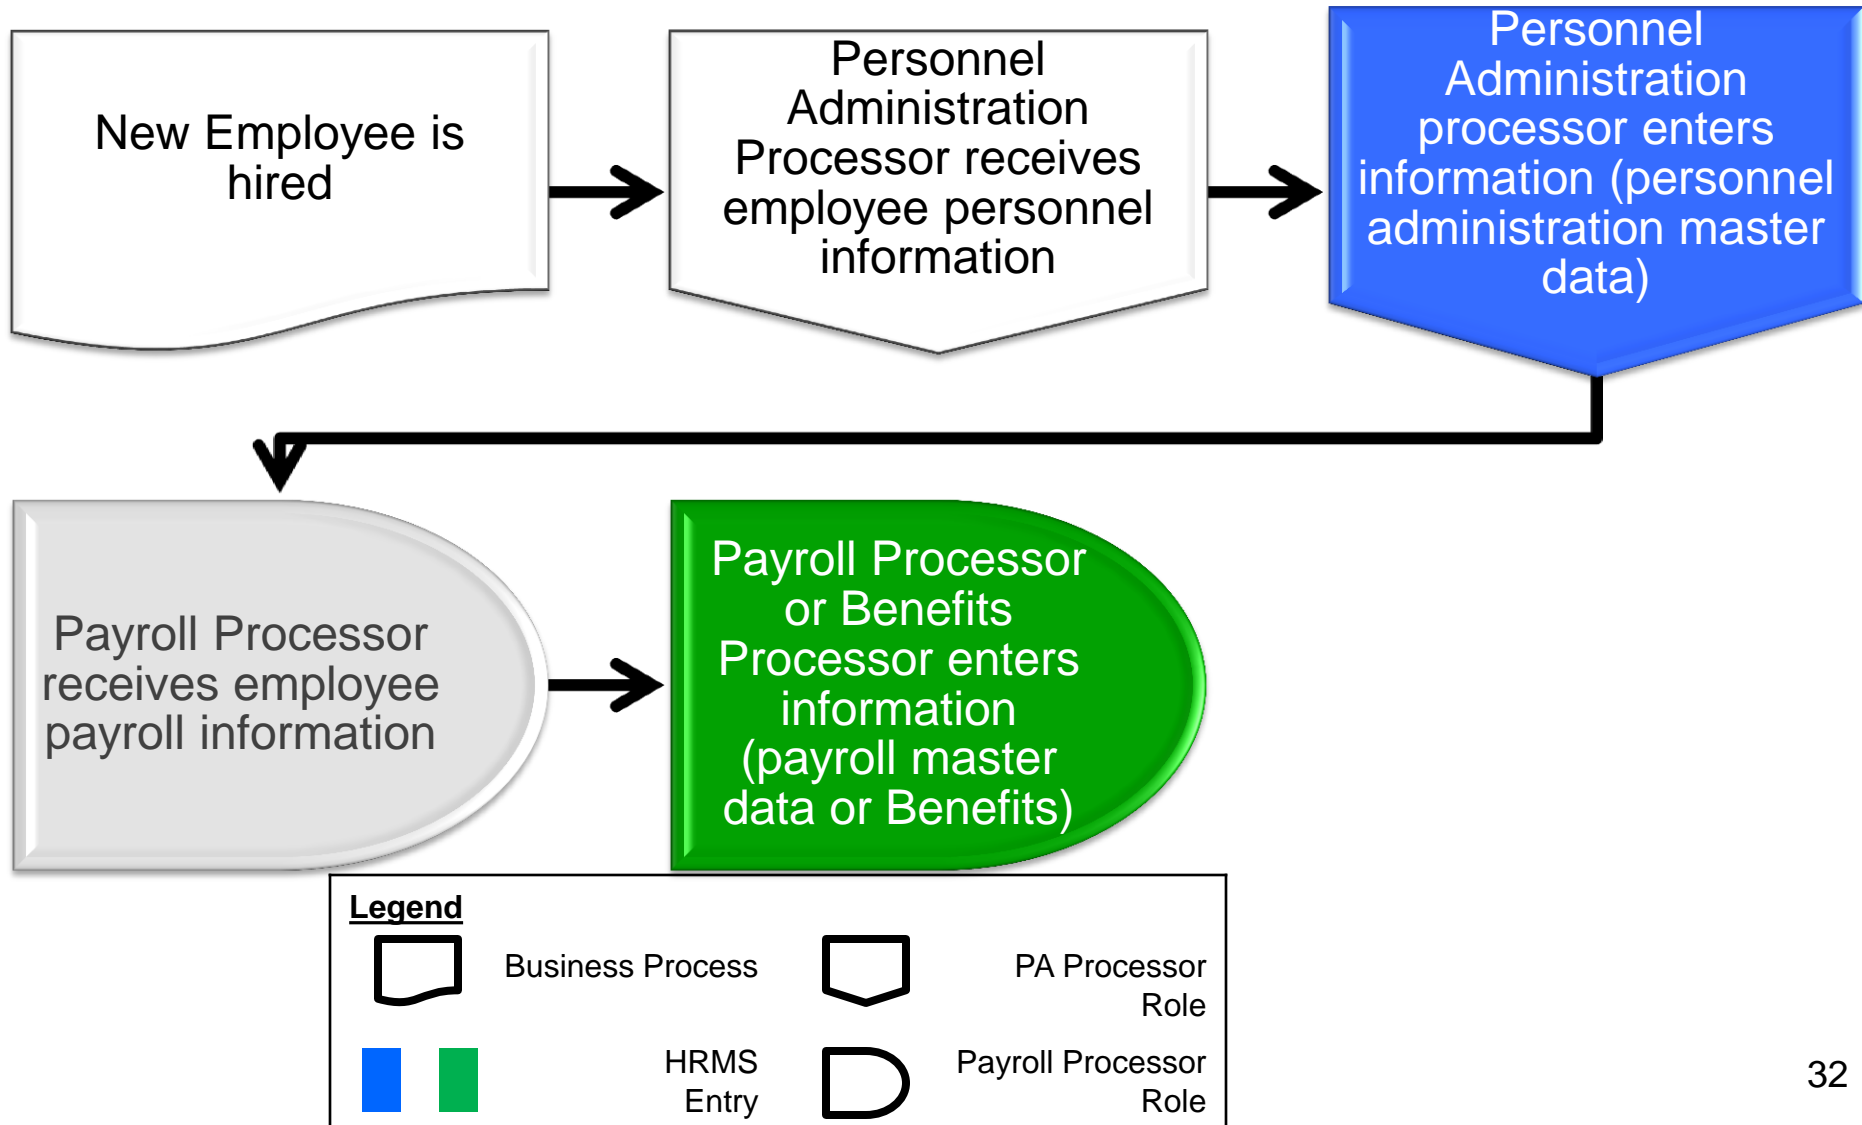 New Employee is
hired
Personnel
Administration
Processor receives
employee personnel
information
Personnel
Administration
processor enters
information (personnel
administration master
data)
Payroll Processor
receives employee
payroll information
Payroll Processor
or Benefits
Processor enters
information
(payroll master
data or Benefits)
Legend
Business Process
PA Processor
Role
HRMS
Entry
Payroll Processor
Role
32